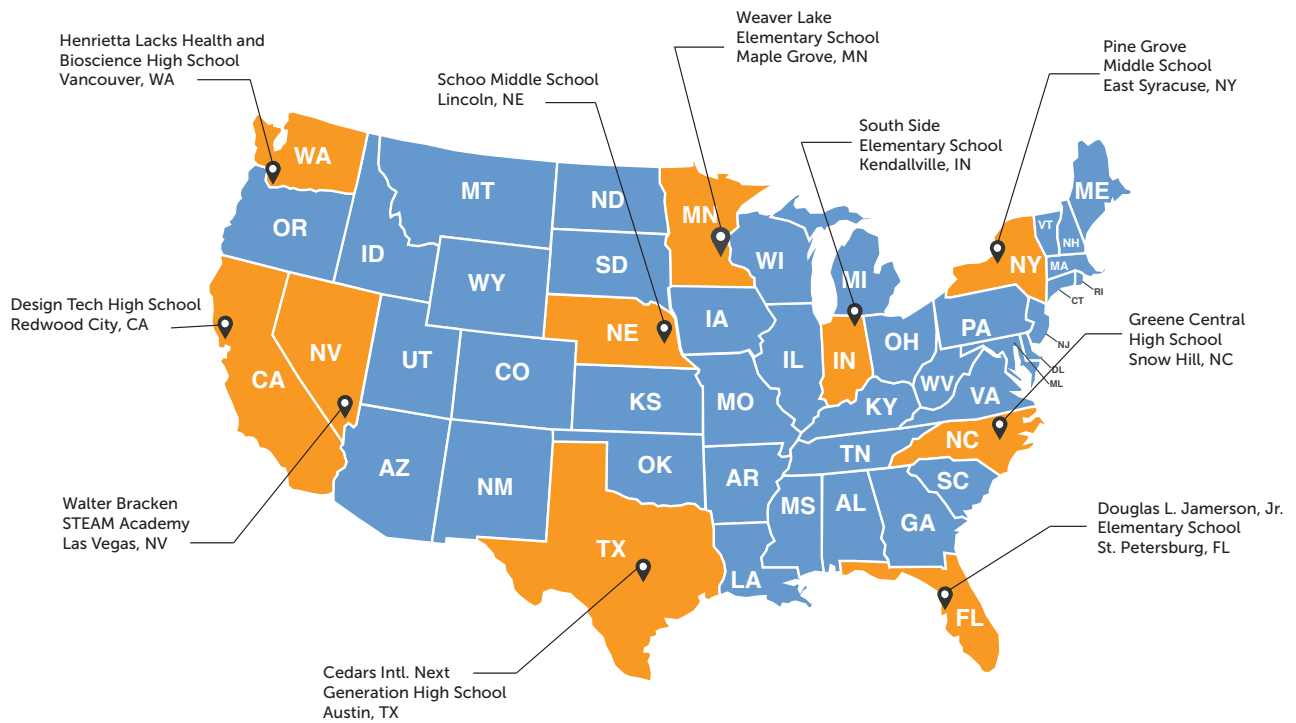 Henrietta Lacks Health and
Bioscience High School
Vancouver, WA
Schoo Middle School
Lincoln, NE
Weaver Lake
Elementary School
Maple Grove, MN
South Side
Elementary School
Kendallville, IN
Pine Grove
Middle School
East Syracuse, NY
Design Tech High School
Redwood City, CA
Greene Central
High School
Snow Hill, NC
Walter Bracken
STEAM Academy
Las Vegas, NV
Douglas L. Jamerson, Jr.
Elementary School
St. Petersburg, FL
Cedars Intl. Next
Generation High School
Austin, TX
WA
OR
ID
MT
ND
MN
SD
WY
WI
MI
ME
VT
NH
NY
MA
RI
CT
CA
NV
UT
CO
NE
IA
IL
IN
OH
PA
NJ
DL
ML
WV
VA
KS
MO
KY
AZ
NM
OK
AR
TN
NC
SC
MS
AL
GA
TX
LA
FL